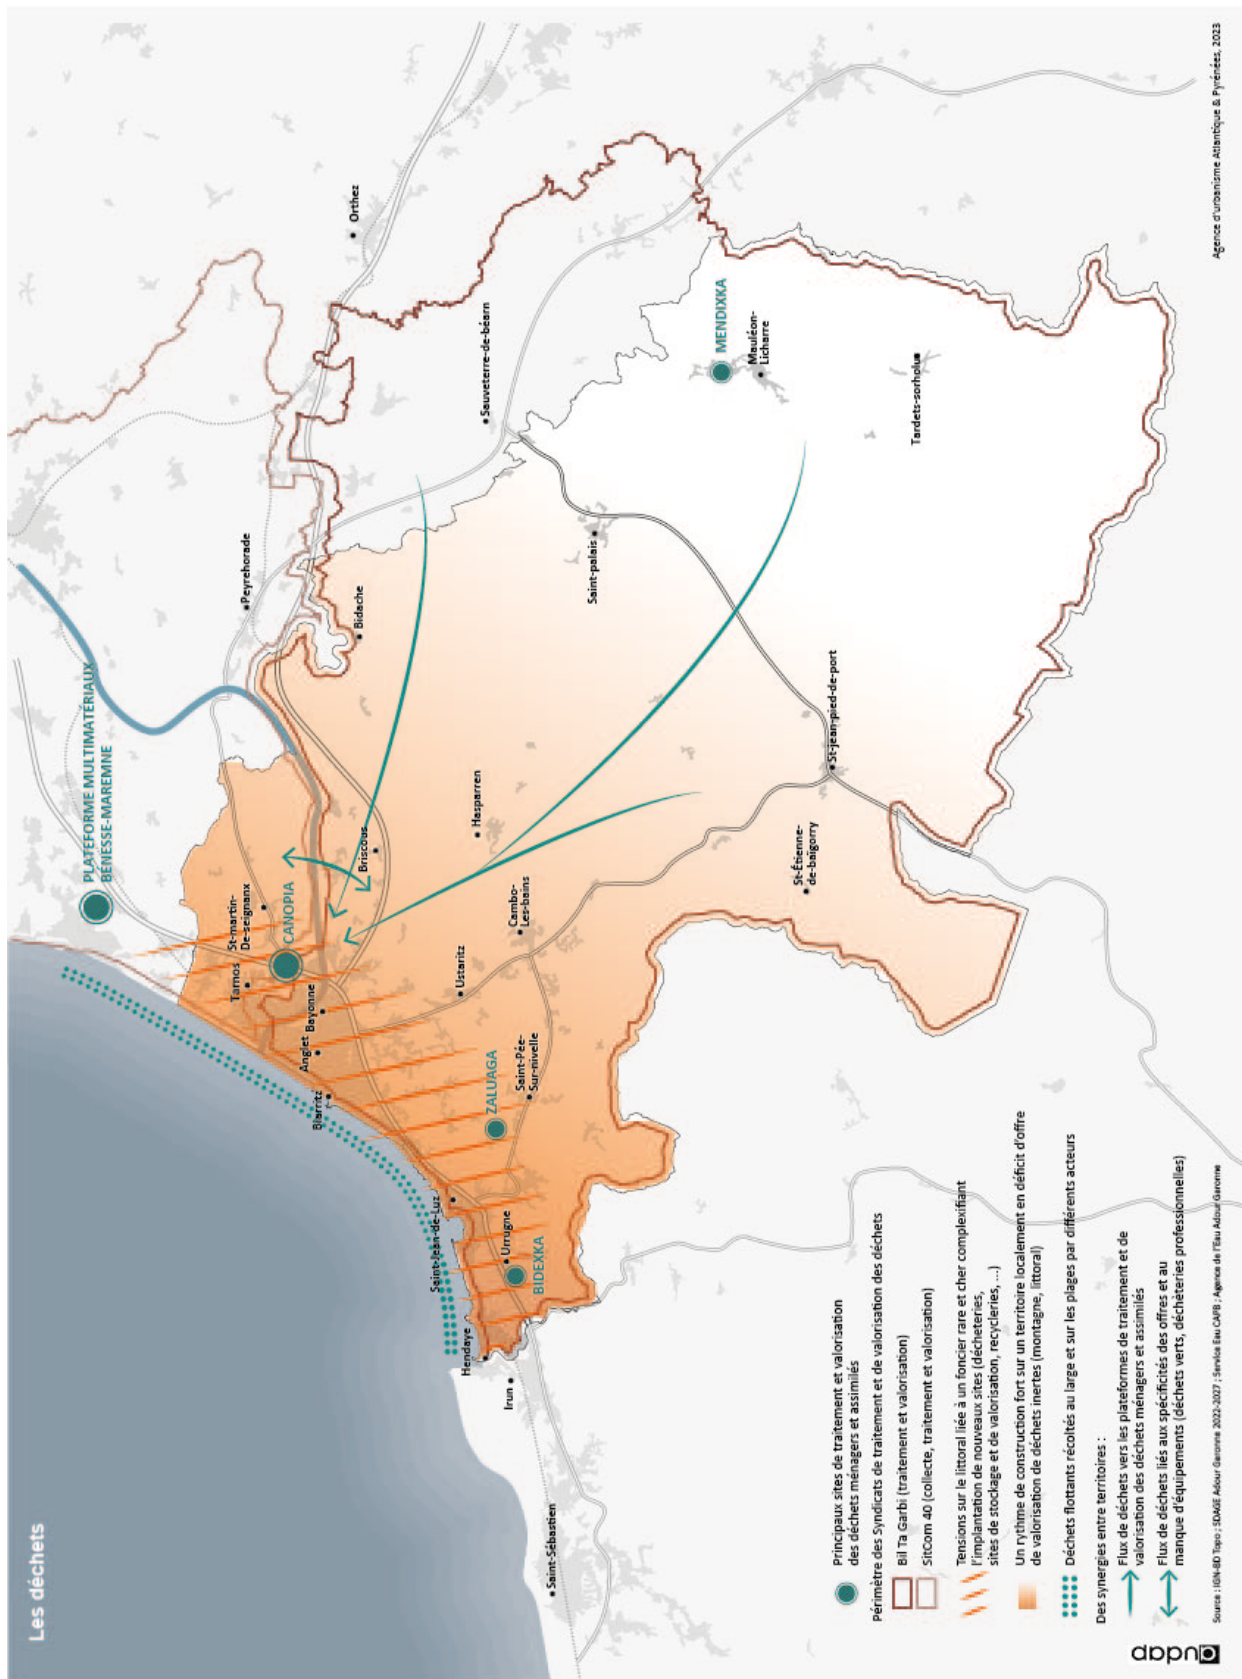 Les déchets
PLATEFORME MULTIMATÉRIAUX
BÉNESSE-MAREMNE
Peyrehorade
Orthez
St-martin-
De-seignanx
Tarnos
CANOPIA
Bidache
Briscous
Bayonne
Anglet
Biarritz
Sauveterre-de-béarn
Hasparren
Ustaritz
Cambo-
Les-bains
Saint-palais
ZALUAGA
Saint-Pée-
Sur-nivelle
Saint-Jean-de-Luz
Urrugne
BIDEXKA
Hendaye
Irun
Saint-Sébastien
MENDIXKA
Mauléon-
Licharre
Tardets-sorholus
St-jean-pied-de-port
St-Étienne-
de-baigorry
Principaux sites de traitement et valorisation
des déchets ménagers et assimilés
Périmètre des Syndicats de traitement et de valorisation des déchets
Bil Ta Garbi (traitement et valorisation)
SitCom 40 (collecte, traitement et valorisation)
Tensions sur le littoral liée à un foncier rare et cher complexifiant
l'implantation de nouveaux sites (décheteries,
sites de stockage et de valorisation, recycleries, ...)
Un rythme de construction fort sur un territoire localement en déficit d'offre
de valorisation de déchets inertes (montagne, littoral)
Déchets flottants récoltés au large et sur les plages par différents acteurs
Des synergies entre territoires :
Flux de déchets vers les plateformes de traitement et de
valorisation des déchets ménagers et assimilés
Flux de déchets liés aux spécificités des offres et au
manque d'équipements (déchets verts, déchèteries professionnelles)
Source : IGN-BD Topo ; SDAGE Adour Garonne 2022-2027 ; Service Eau CAPB ; Agence de l'Eau Adour Garonne
Agence d'urbanisme Atlantique & Pyrénées, 2023
audap